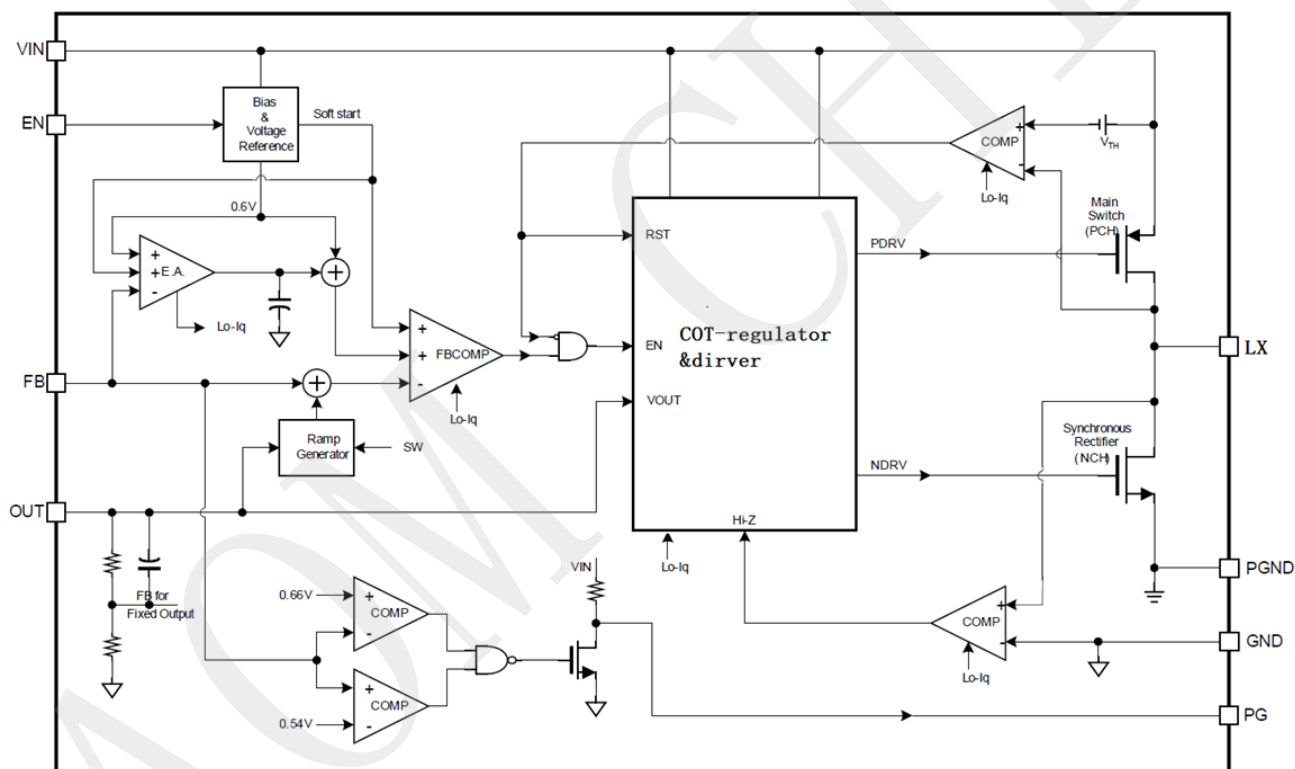 VIN
EN
Bias
&
Voltage
Reference
Soft start
0.6V
+
+
E.A.
-
+
Lo-Iq
+
+
FBCOMP
-
Lo-Iq
FB
+
Ramp
Generator
SW
OUT
FB for
Fixed Output
0.66V
+
COMP
-
+
COMP
0.54V
-
VIN
RST
EN
COT-regulator
&dirver
VOUT
Hi-Z
Lo-Iq
PDRV
NDRV
+
COMP
-
VTH
Lo-Iq
Main
Switch
(PCH)
LX
Synchronous
Rectifier
(NCH)
+
COMP
-
Lo-Iq
PGND
GND
PG